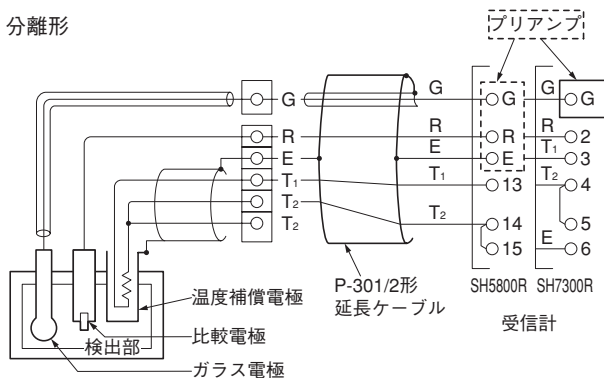 分離形
プリアンプ
G G G G G
R R R R 2
E E E T₁ 3
T₁ T₁ 13 T₂ 4
T₂ T₂ 14 5
T₂ 15 E 6
温度補償電極
比較電極
検出部
ガラス電極
P-301/2形
延長ケーブル
SH5800R SH7300R
受信計